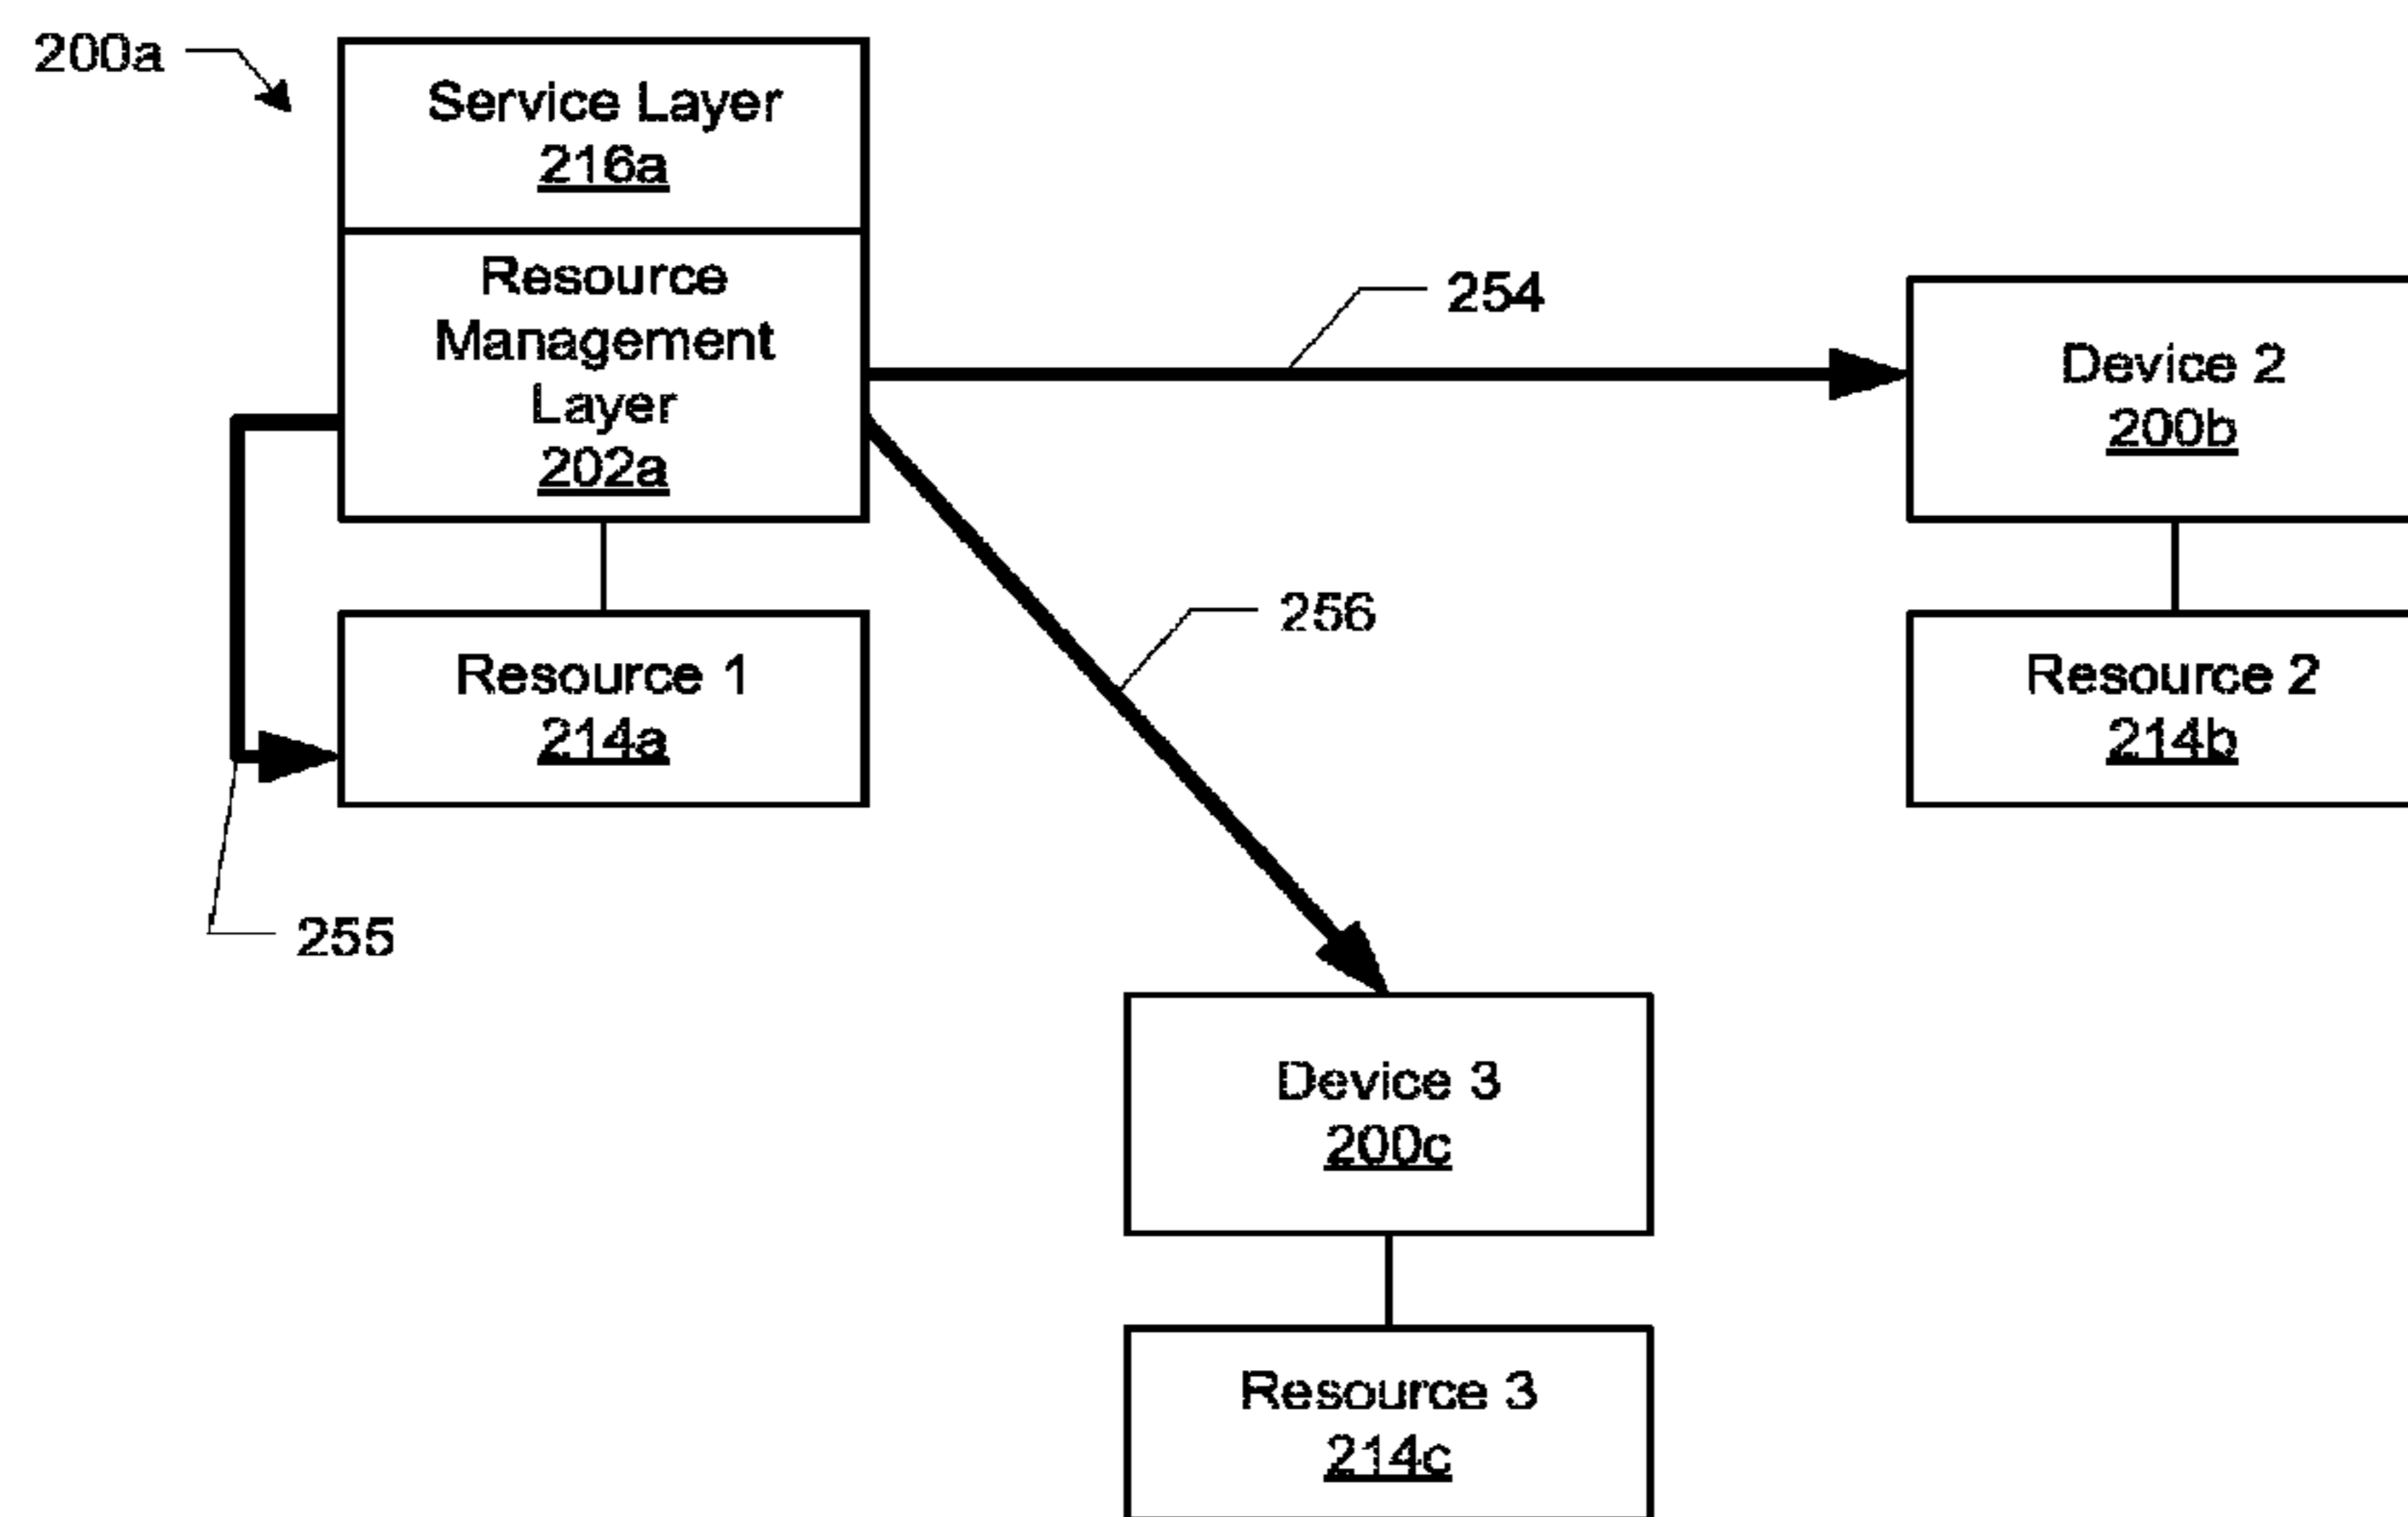 200a
Service Layer
216a
Resource
Management
Layer
202a
254
Device 2
200b
256
Resource 1
214a
Resource 2
214b
255
Device 3
200c
Resource 3
214c